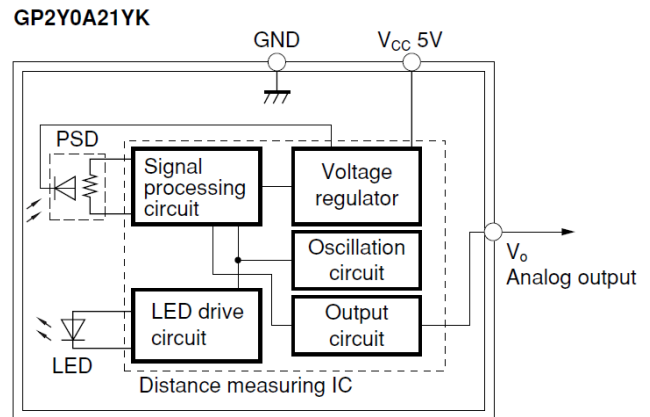 GP2Y0A21YK
GND
VCC 5V
PSD
Signal
processing
circuit
Voltage
regulator
Oscillation
circuit
Vo
Analog output
LED drive
circuit
Output
circuit
LED
Distance measuring IC